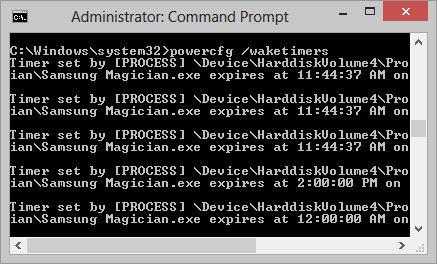 Administrator: Command Prompt
C:\Windows\system32>powercfg /waketimers
Timer set by [PROCESS] \Device\HarddiskVolume4\Pro
ian\Samsung Magician.exe expires at 11:44:37 AM on
Timer set by [PROCESS] \Device\HarddiskVolume4\Pro
ian\Samsung Magician.exe expires at 11:44:37 AM on
Timer set by [PROCESS] \Device\HarddiskVolume4\Pro
ian\Samsung Magician.exe expires at 11:44:37 AM on
Timer set by [PROCESS] \Device\HarddiskVolume4\Pro
ian\Samsung Magician.exe expires at 2:00:00 PM on
Timer set by [PROCESS] \Device\HarddiskVolume4\Pro
ian\Samsung Magician.exe expires at 12:00:00 AM on